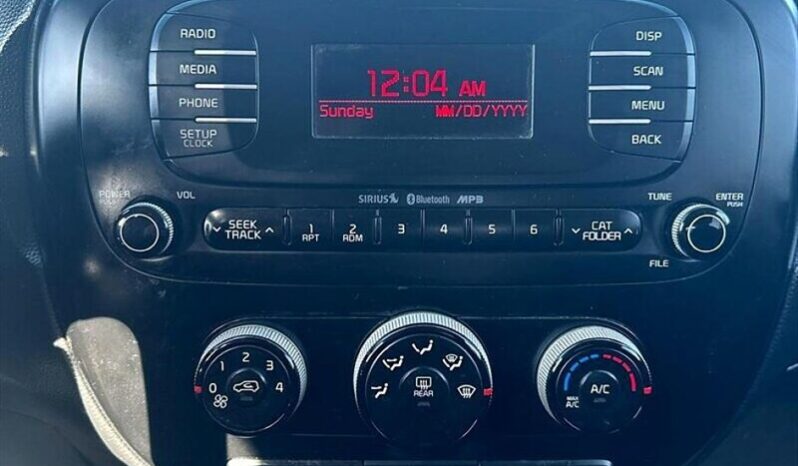 RADIO
MEDIA
PHONE
SETUP
CLOCK
12:04 AM
Sunday MM/DD/YYYY
DISP
SCAN
MENU
BACK
POWER VOL
SIRIUS Bluetooth MP3
TUNE ENTER
PUSH
SEEK
TRACK
1
RPT
2
RDM
3
4
5
6
CAT
FOLDER
FILE
0 1 2 3 4
REAR
MAX
A/C
A/C